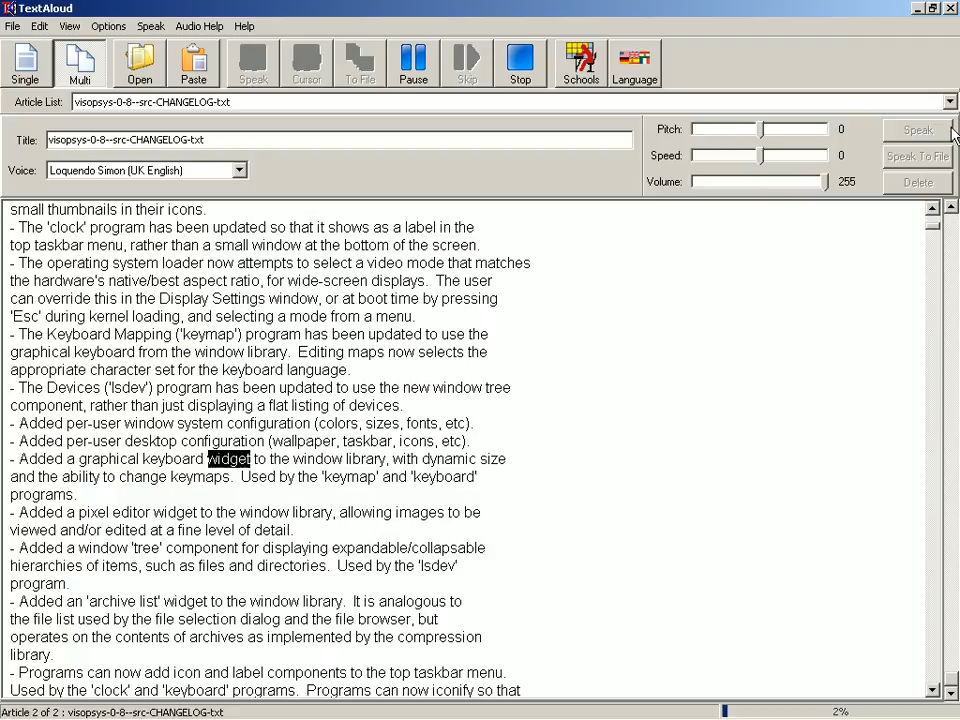 TextAloud
File Edit View Options Speak Audio Help Help
Single Multi Open Paste Speak Cursor To File Pause Skip Stop Schools Language
Article List: visopsys-0-8--src-CHANGELOG-txt
Title: visopsys-0-8--src-CHANGELOG-txt
Voice: Loquendo Simon (UK English)
Pitch: 0 Speak
Speed: 0 Speak To File
Volume: 255 Delete
small thumbnails in their icons.
- The 'clock' program has been updated so that it shows as a label in the
top taskbar menu, rather than a small window at the bottom of the screen.
- The operating system loader now attempts to select a video mode that matches
the hardware's native/best aspect ratio, for wide-screen displays.  The user
can override this in the Display Settings window, or at boot time by pressing
'Esc' during kernel loading, and selecting a mode from a menu.
- The Keyboard Mapping ('keymap') program has been updated to use the
graphical keyboard from the window library.  Editing maps now selects the
appropriate character set for the keyboard language.
- The Devices ('lsdev') program has been updated to use the new window tree
component, rather than just displaying a flat listing of devices.
- Added per-user window system configuration (colors, sizes, fonts, etc).
- Added per-user desktop configuration (wallpaper, taskbar, icons, etc).
- Added a graphical keyboard widget to the window library, with dynamic size
and the ability to change keymaps.  Used by the 'keymap' and 'keyboard'
programs.
- Added a pixel editor widget to the window library, allowing images to be
viewed and/or edited at a fine level of detail.
- Added a window 'tree' component for displaying expandable/collapsable
hierarchies of items, such as files and directories.  Used by the 'lsdev'
program.
- Added an 'archive list' widget to the window library.  It is analogous to
the file list used by the file selection dialog and the file browser, but
operates on the contents of archives as implemented by the compression
library.
- Programs can now add icon and label components to the top taskbar menu.
Used by the 'clock' and 'keyboard' programs.  Programs can now iconify so that
Article 2 of 2 : visopsys-0-8--src-CHANGELOG-txt 2%